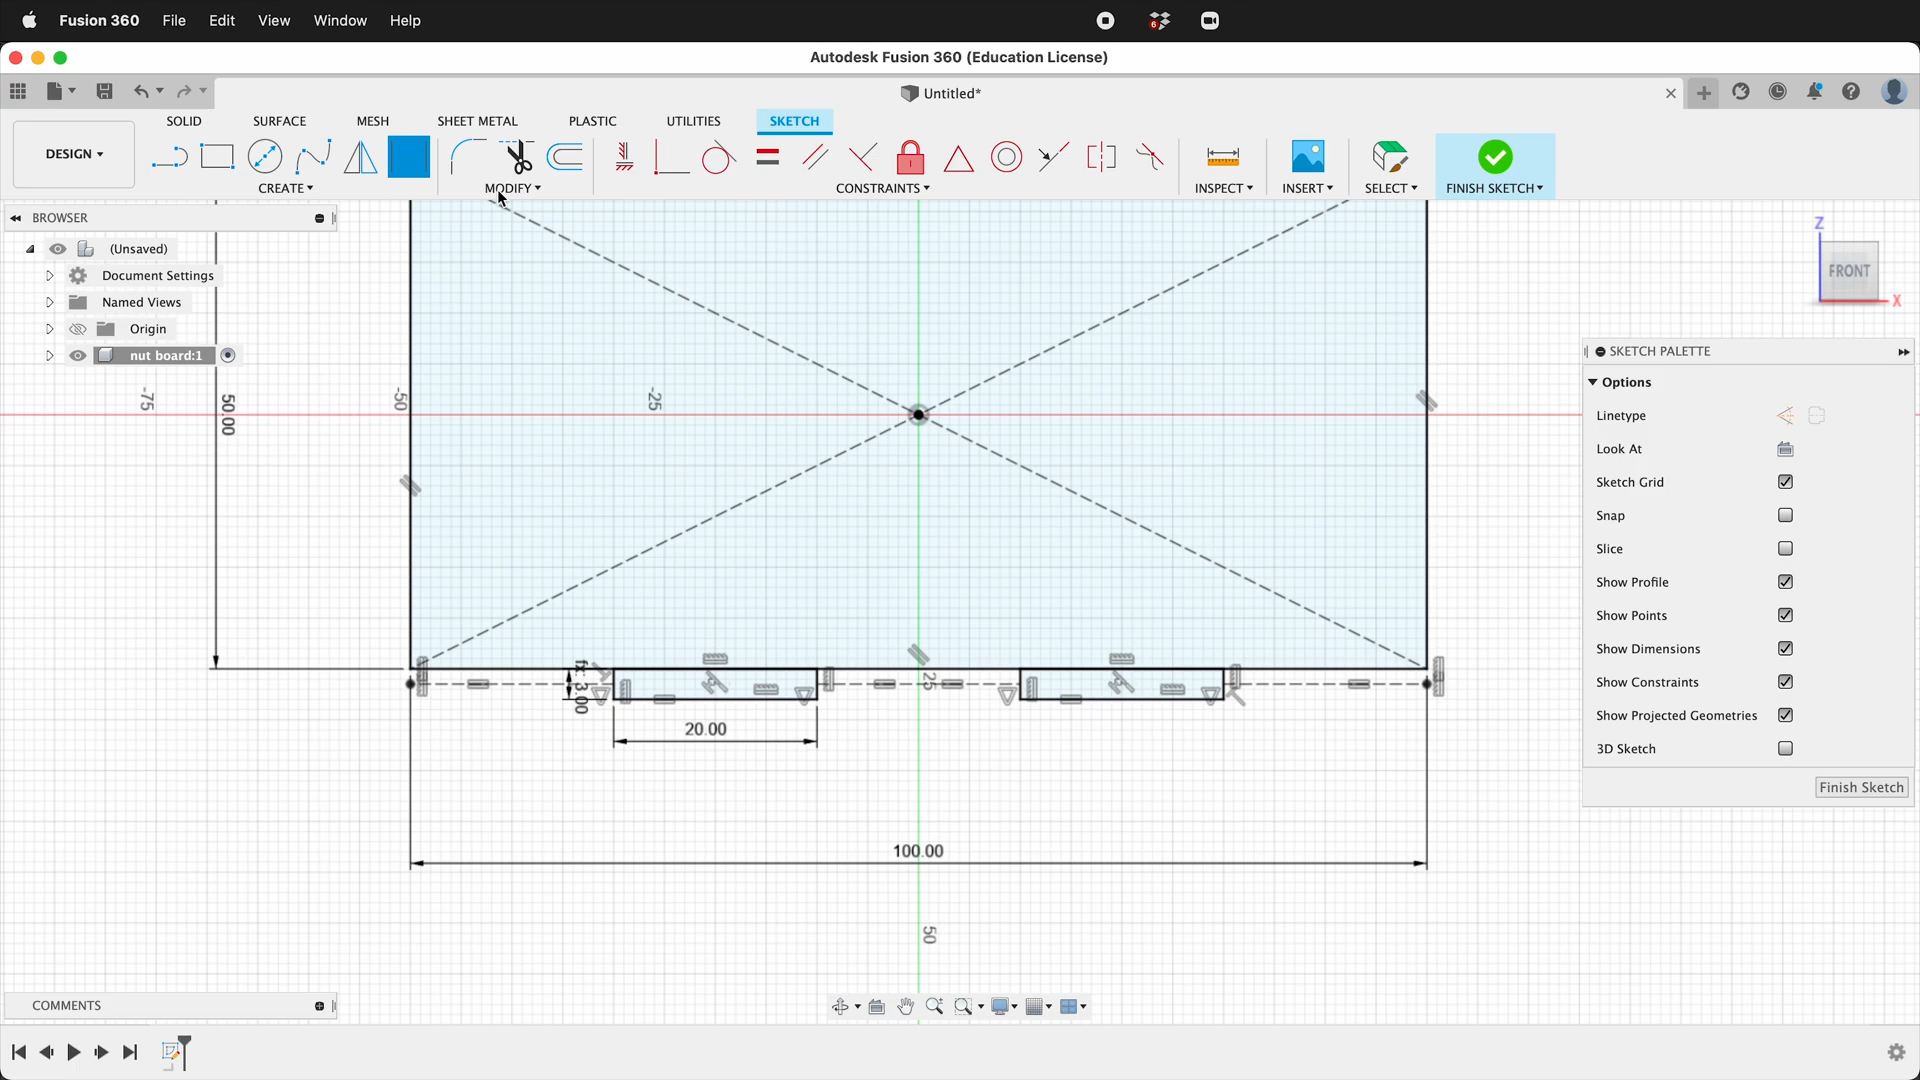 Fusion 360 File Edit View Window Help
6
Autodesk Fusion 360 (Education License)
Untitled*
SOLID SURFACE MESH SHEET METAL PLASTIC UTILITIES SKETCH
DESIGN
CREATE MODIFY CONSTRAINTS INSPECT INSERT SELECT FINISH SKETCH
BROWSER
(Unsaved)
Document Settings
Named Views
Origin
nut board:1
Z
FRONT
X
-75
50.00
-50
-25
SKETCH PALETTE
Options
Linetype
Look At
Sketch Grid
Snap
Slice
Show Profile
Show Points
Show Dimensions
Show Constraints
Show Projected Geometries
3D Sketch
Finish Sketch
fx: 3.00
25
20.00
100.00
50
COMMENTS